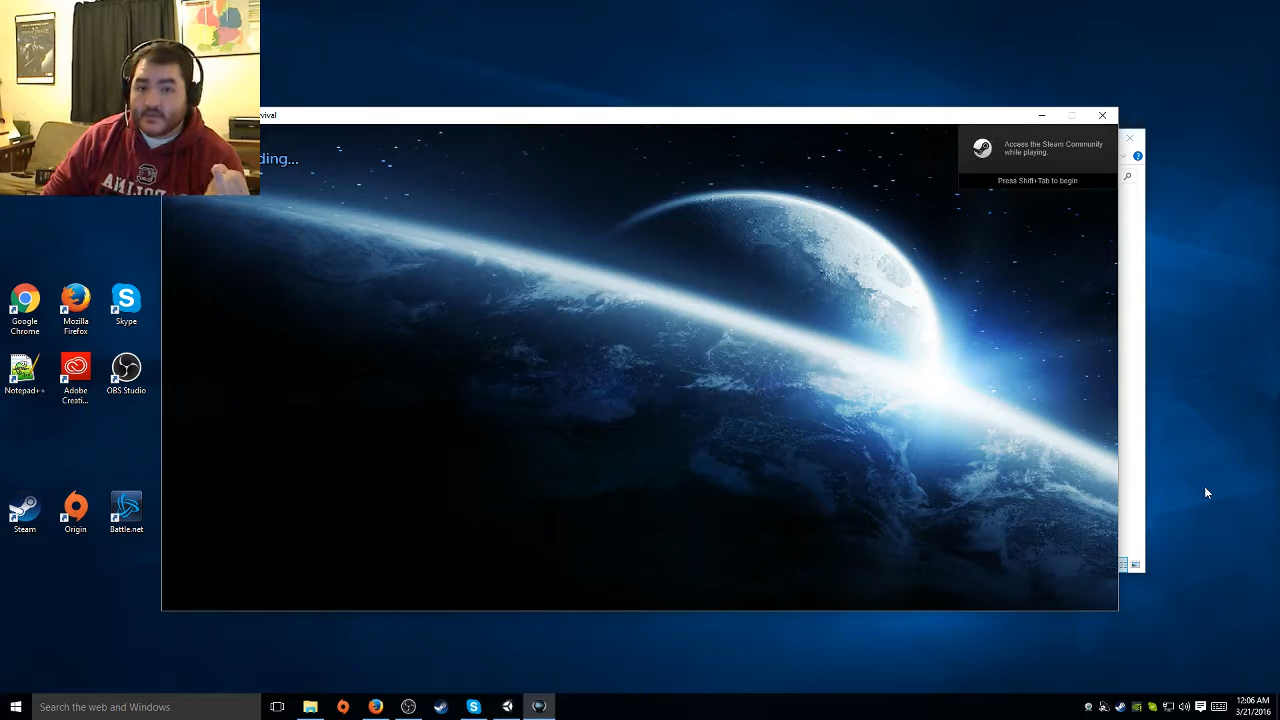 vival
ding...
Access the Steam Community
while playing.
Press Shift+Tab to begin
Google
Chrome
Mozilla
Firefox
Skype
Notepad++
Adobe
Creati...
OBS Studio
Steam
Origin
Battle.net
Search the web and Windows
12:06 AM
3/21/2016